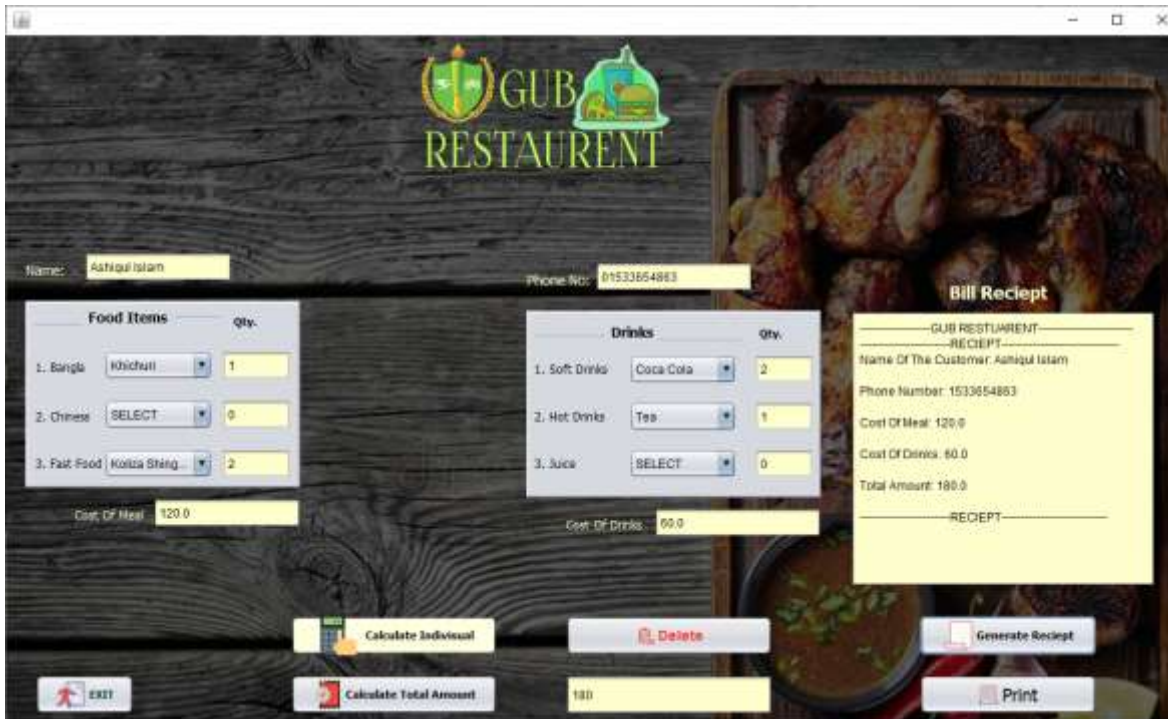 GUB
RESTAURENT
Name: Ashiqul Islam
Phone No: 01533654863
Food Items Qty.
1. Bangla Khichuri 1
2. Chinese SELECT 0
3. Fast Food Koliza Shing... 2
Cost Of Meal 120.0
Drinks Qty.
1. Soft Drinks Coca Cola 2
2. Hot Drinks Tea 1
3. Juice SELECT 0
Cost Of Drinks 60.0
Bill Reciept
GUB RESTUARENT
RECIEPT
Name Of The Customer: Ashiqul Islam
Phone Number: 1533654863
Cost Of Meal: 120.0
Cost Of Drinks: 60.0
Total Amount: 180.0
RECIEPT
Calculate Indivisual
Delete
Generate Reciept
EXIT
Calculate Total Amount
180
Print